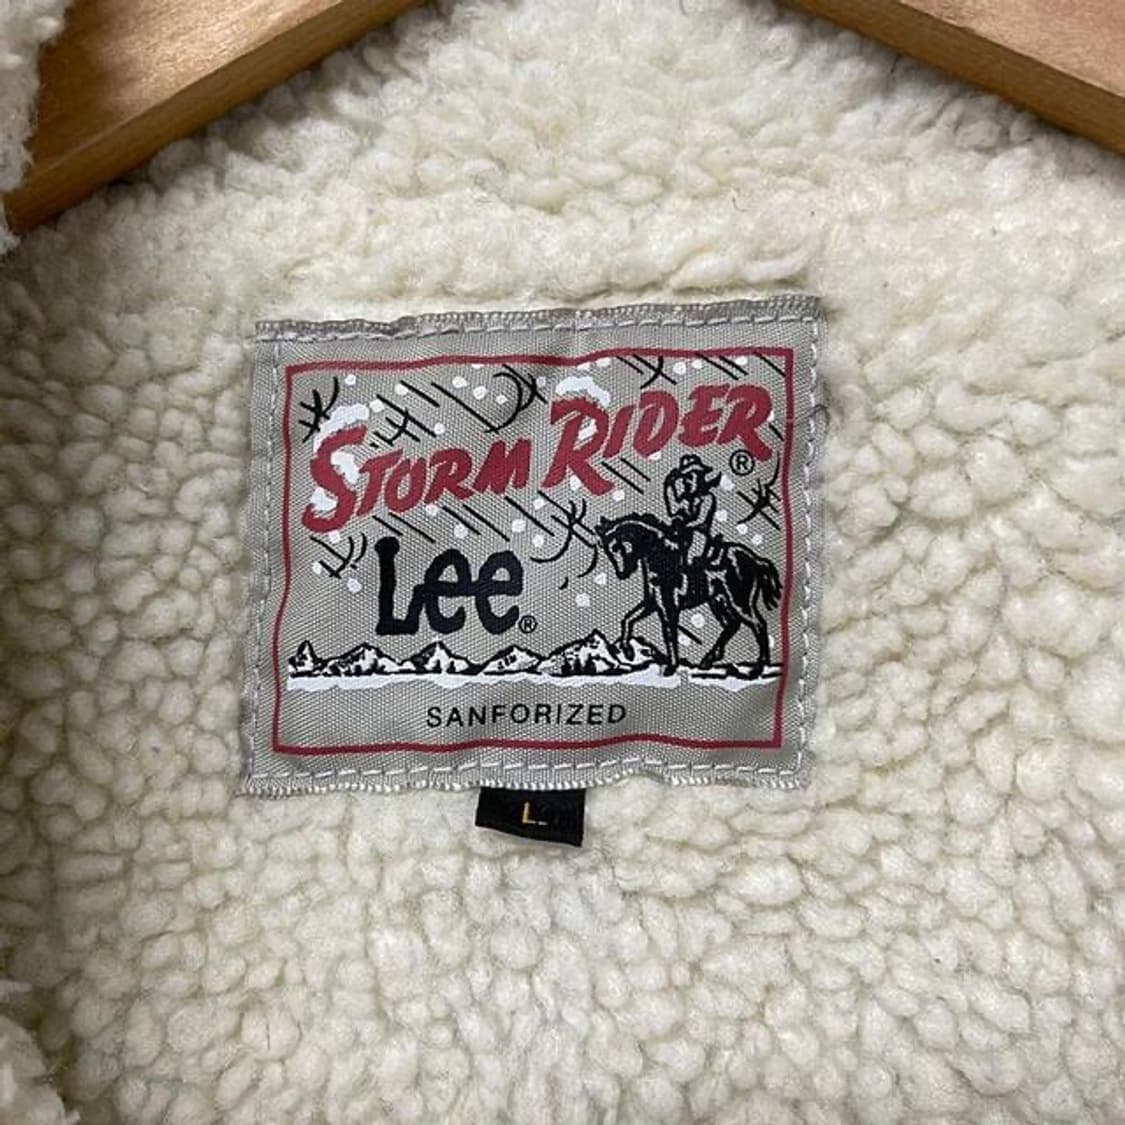 STORM RIDER®
Lee®
SANFORIZED
L